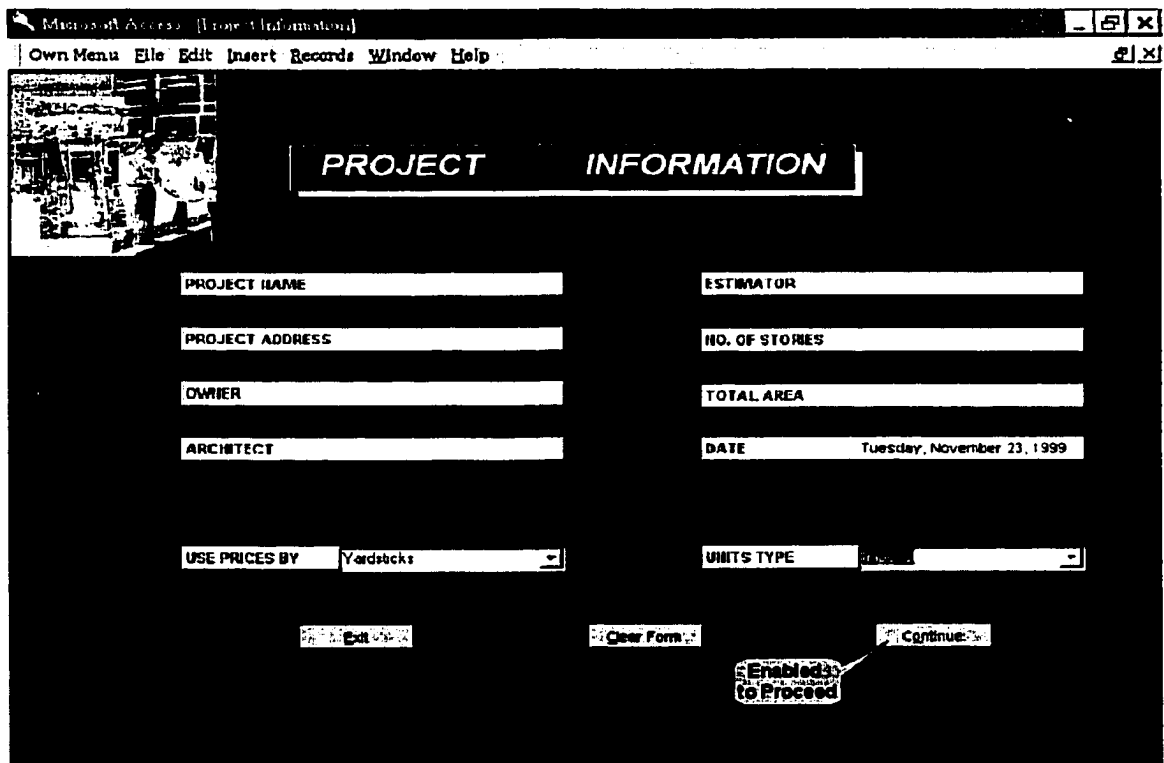 Microsoft Access - [Project Information]
Own Menu File Edit Insert Records Window Help
PROJECT INFORMATION
PROJECT NAME
ESTIMATOR
PROJECT ADDRESS
NO. OF STORIES
OWNER
TOTAL AREA
ARCHITECT
DATE Tuesday, November 23, 1999
USE PRICES BY Yardsticks
UNITS TYPE
Exit Clear Form Continue
Enabled
to Proceed